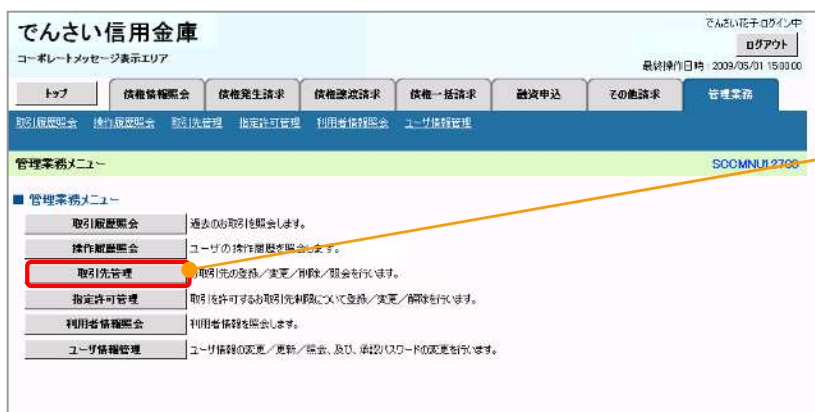 でんさい信用金庫
コーポレートメッセージ表示エリア
でんさい花子ログイン中
ログアウト
最終操作日時:2009/05/01 15:00:00
トップ 債権情報照会 債権発生請求 債権譲渡請求 債権一括請求 融資申込 その他請求 管理業務
取引履歴照会 操作履歴照会 取引先管理 指定許可管理 利用者情報照会 ユーザ情報管理
管理業務メニュー
SCCMNU12700
■ 管理業務メニュー
取引履歴照会 過去のお取引を照会します。
操作履歴照会 ユーザの操作履歴を照会します。
取引先管理 お取引先の登録/変更/削除/照会を行います。
指定許可管理 取引を許可するお取引先制限について登録/変更/解除を行います。
利用者情報照会 利用者情報を照会します。
ユーザ情報管理 ユーザ情報の変更/更新/照会、及び、承認パスワードの変更を行います。